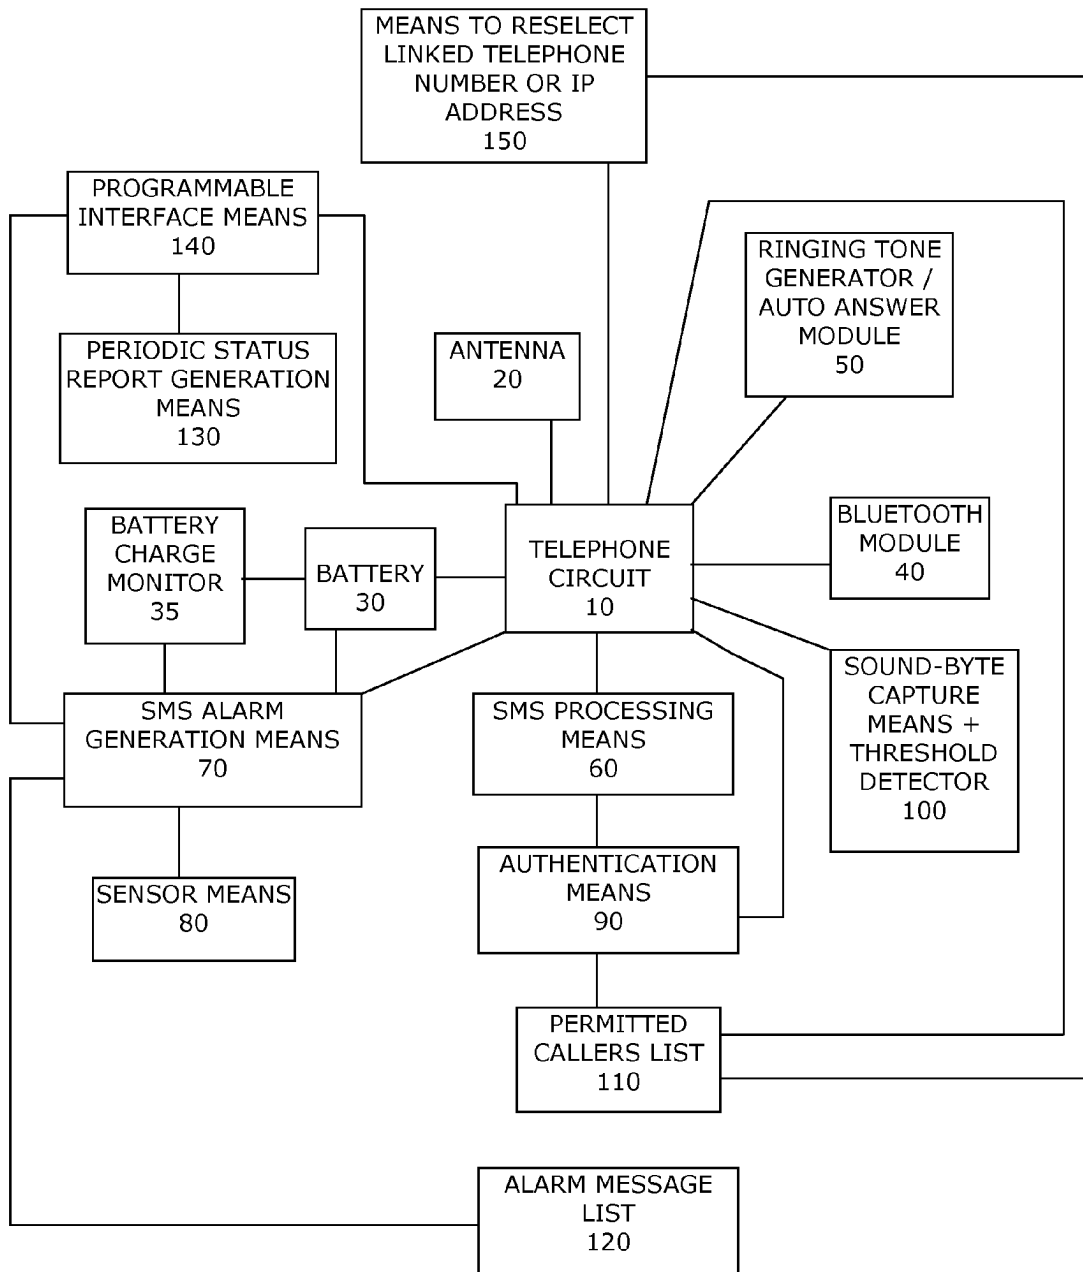 MEANS TO RESELECT
LINKED TELEPHONE
NUMBER OR IP
ADDRESS
150
PROGRAMMABLE
INTERFACE MEANS
140
RINGING TONE
GENERATOR /
AUTO ANSWER
MODULE
50
PERIODIC STATUS
REPORT GENERATION
MEANS
130
ANTENNA
20
BATTERY
CHARGE
MONITOR
35
BATTERY
30
TELEPHONE
CIRCUIT
10
BLUETOOTH
MODULE
40
SMS ALARM
GENERATION MEANS
70
SMS PROCESSING
MEANS
60
SOUND-BYTE
CAPTURE
MEANS +
THRESHOLD
DETECTOR
100
SENSOR MEANS
80
AUTHENTICATION
MEANS
90
PERMITTED
CALLERS LIST
110
ALARM MESSAGE
LIST
120